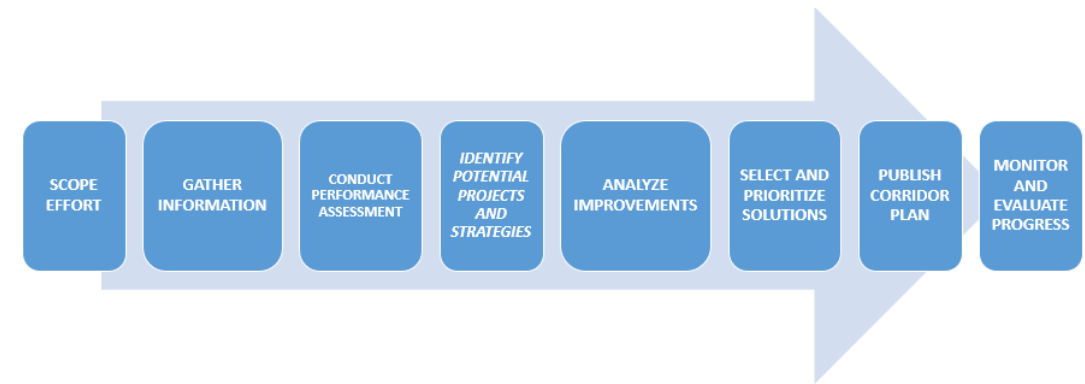 SCOPE
EFFORT
GATHER
INFORMATION
CONDUCT
PERFORMANCE
ASSESSMENT
IDENTIFY
POTENTIAL
PROJECTS
AND
STRATEGIES
ANALYZE
IMPROVEMENTS
SELECT AND
PRIORITIZE
SOLUTIONS
PUBLISH
CORRIDOR
PLAN
MONITOR
AND
EVALUATE
PROGRESS